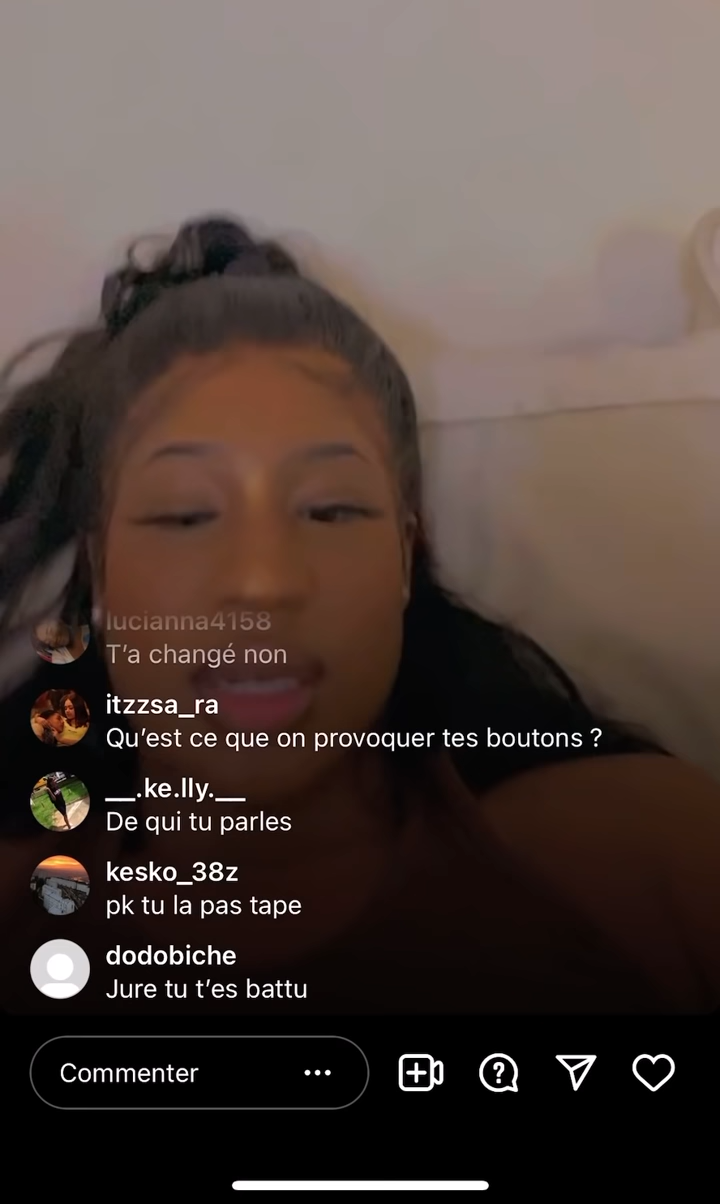 lucianna4158
T’a changé non
itzzsa_ra
Qu’est ce que on provoquer tes boutons ?
__.ke.lly.__
De qui tu parles
kesko_38z
pk tu la pas tape
dodobiche
Jure tu t’es battu
Commenter